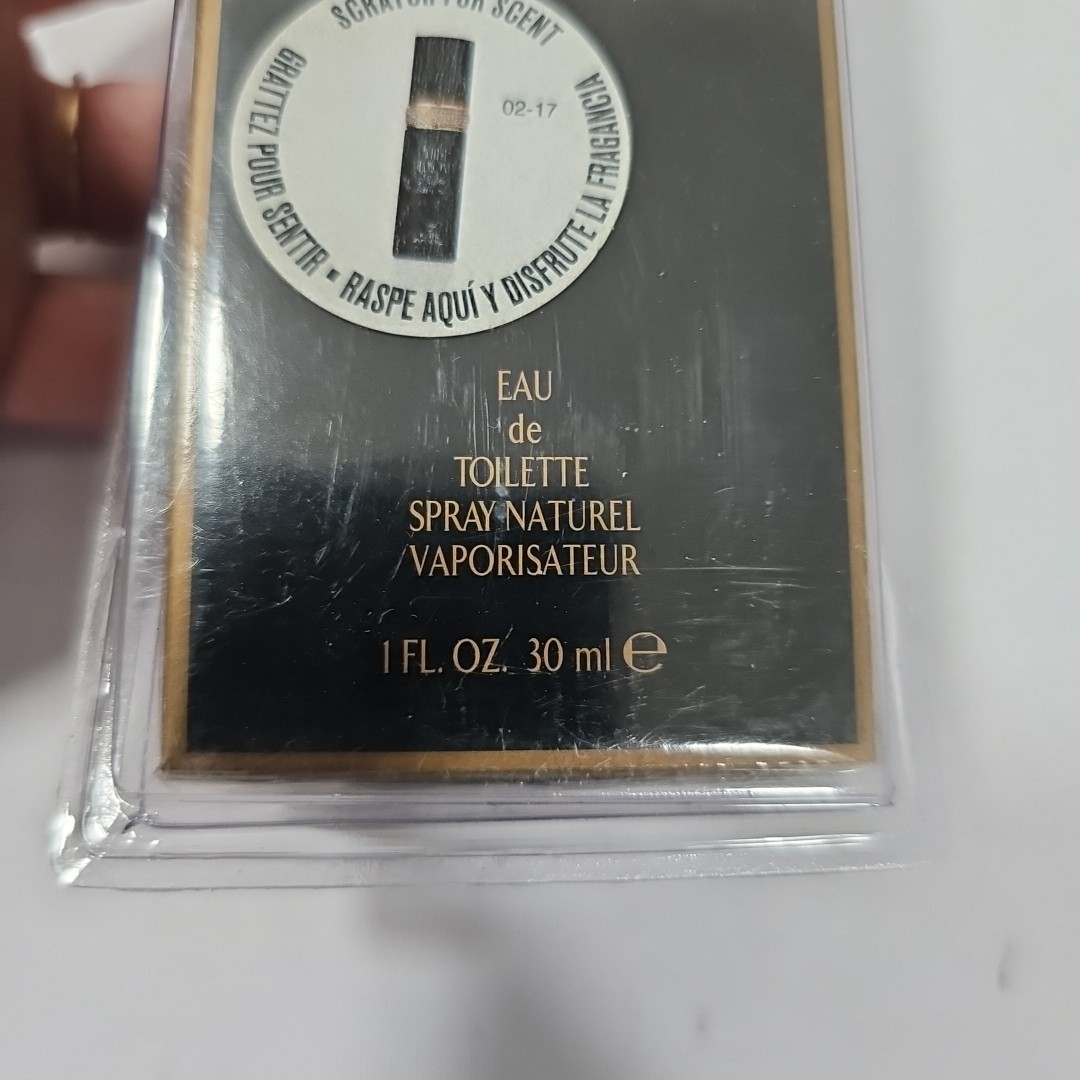 SCRATCH FOR SCENT
02-17
GRATTEZ POUR SENTIR ▪ RASPE AQUÍ Y DISFRUTE LA FRAGANCIA
EAU
de
TOILETTE
SPRAY NATUREL
VAPORISATEUR
1 FL. OZ. 30 ml ℮